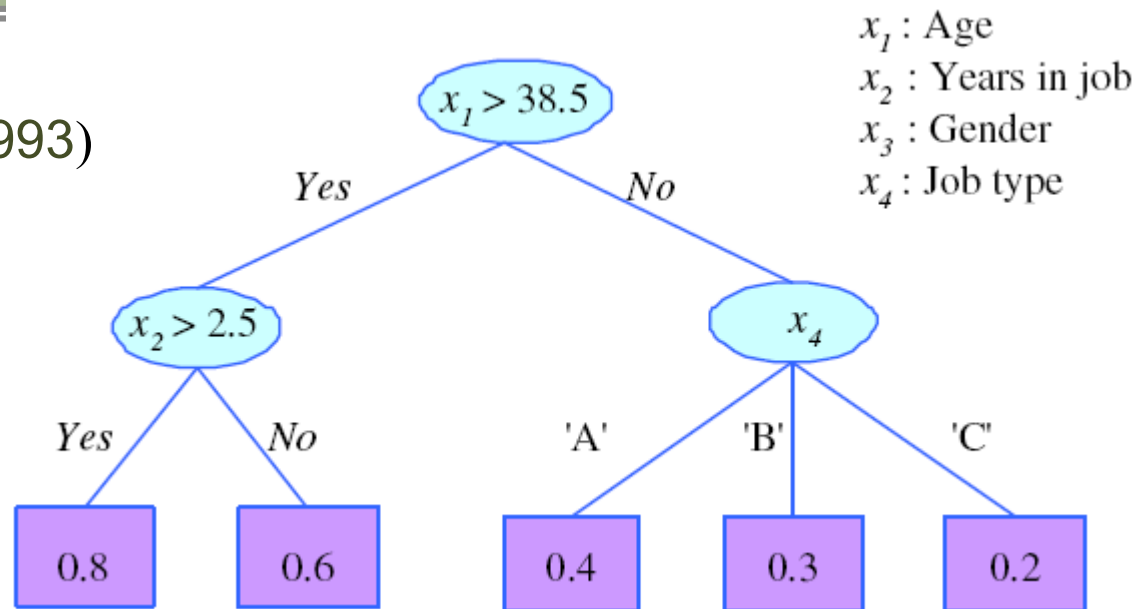 x1 : Age
x2 : Years in job
x3 : Gender
x4 : Job type
993)
x1 > 38.5
Yes
No
x2 > 2.5
x4
Yes
No
'A'
'B'
'C'
0.8
0.6
0.4
0.3
0.2